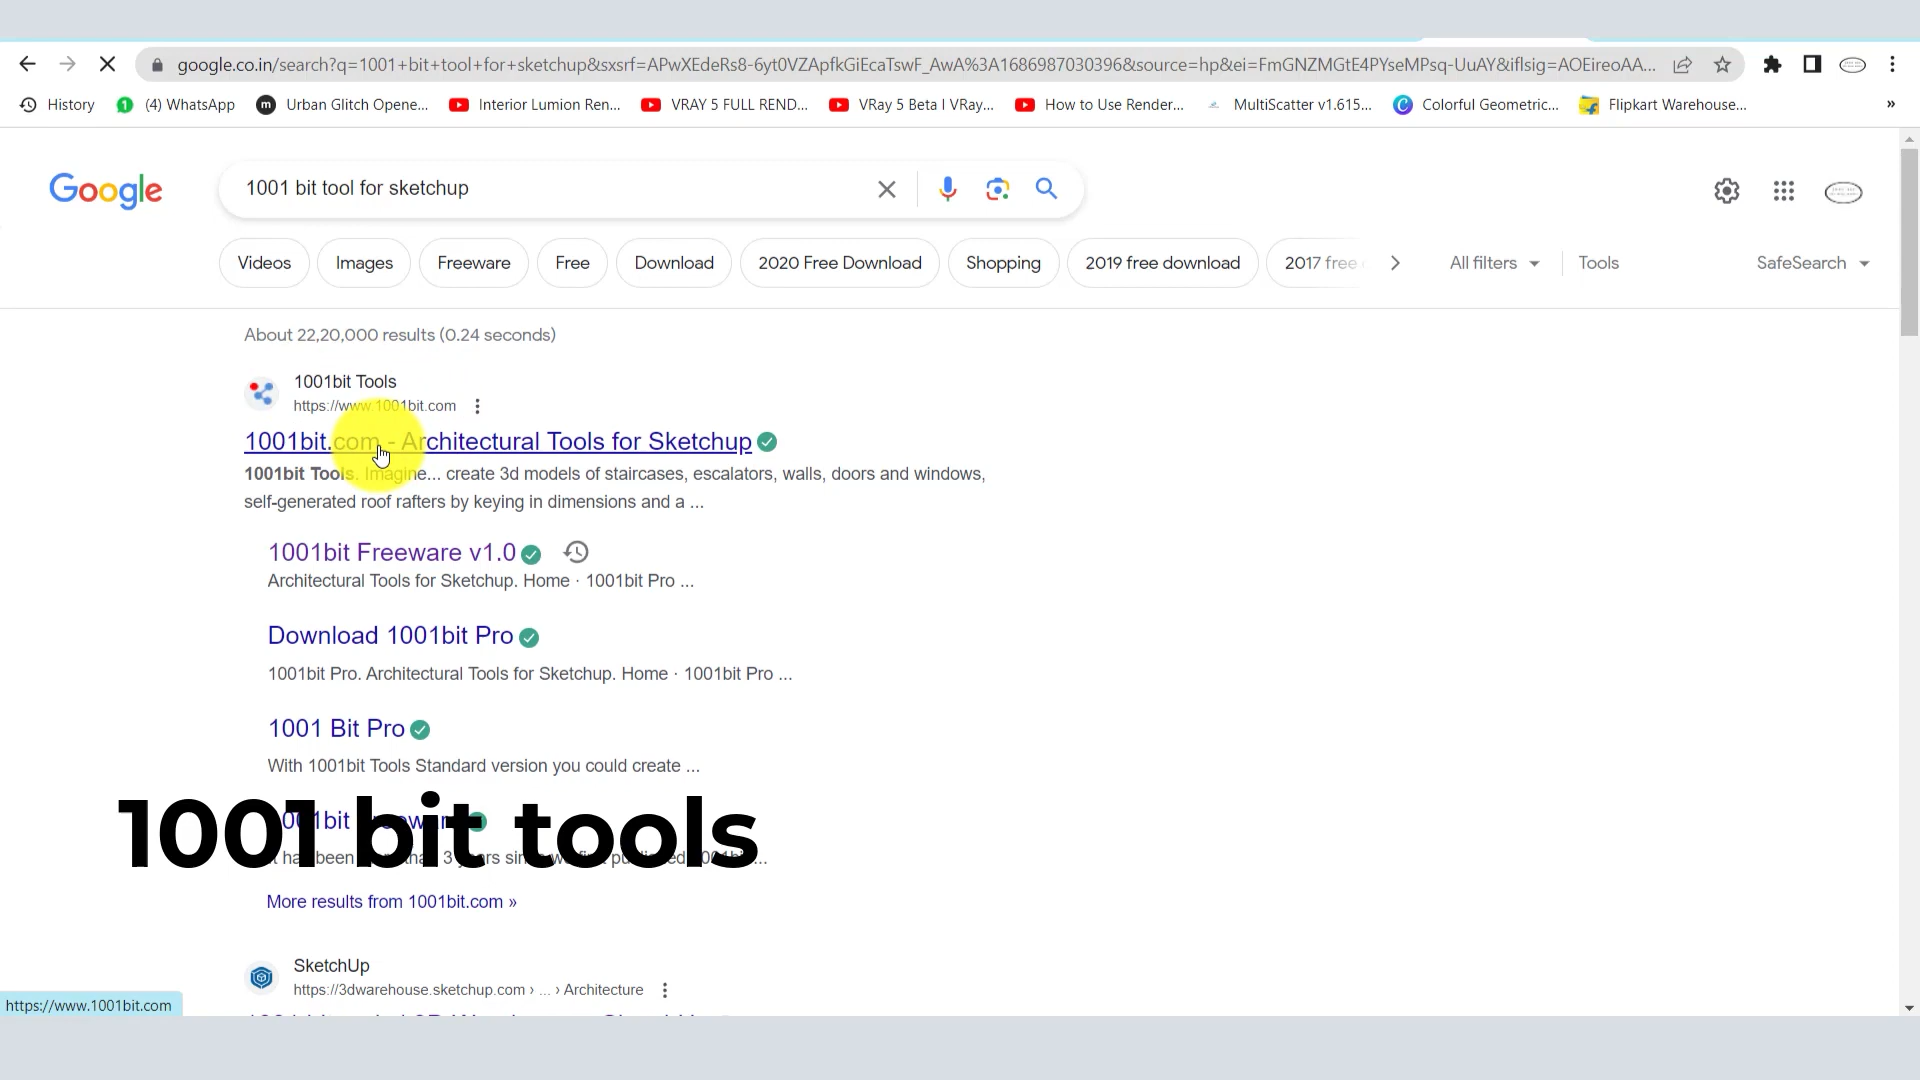 google.co.in/search?q=1001+bit+tool+for+sketchup&sxsrf=APwXEdeRs8-6yt0VZApfkGiEcaTswF_AwA%3A1686987030396&source=hp&ei=FmGNZMGtE4PYseMPsq-UuAY&iflsig=AOEireoAA...
History (4) WhatsApp Urban Glitch Opene... Interior Lumion Ren... VRAY 5 FULL REND... VRay 5 Beta l VRay... How to Use Render... MultiScatter v1.615... Colorful Geometric... Flipkart Warehouse... »
Google 1001 bit tool for sketchup
Videos Images Freeware Free Download 2020 Free Download Shopping 2019 free download 2017 free All filters Tools SafeSearch
About 22,20,000 results (0.24 seconds)
1001bit Tools
https://www.1001bit.com
1001bit.com - Architectural Tools for Sketchup
1001bit Tools. Imagine... create 3d models of staircases, escalators, walls, doors and windows,
self-generated roof rafters by keying in dimensions and a ...
1001bit Freeware v1.0
Architectural Tools for Sketchup. Home · 1001bit Pro ...
Download 1001bit Pro
1001bit Pro. Architectural Tools for Sketchup. Home · 1001bit Pro ...
1001 Bit Pro
With 1001bit Tools Standard version you could create ...
1001 bit tools
More results from 1001bit.com »
SketchUp
https://3dwarehouse.sketchup.com › ... › Architecture
https://www.1001bit.com